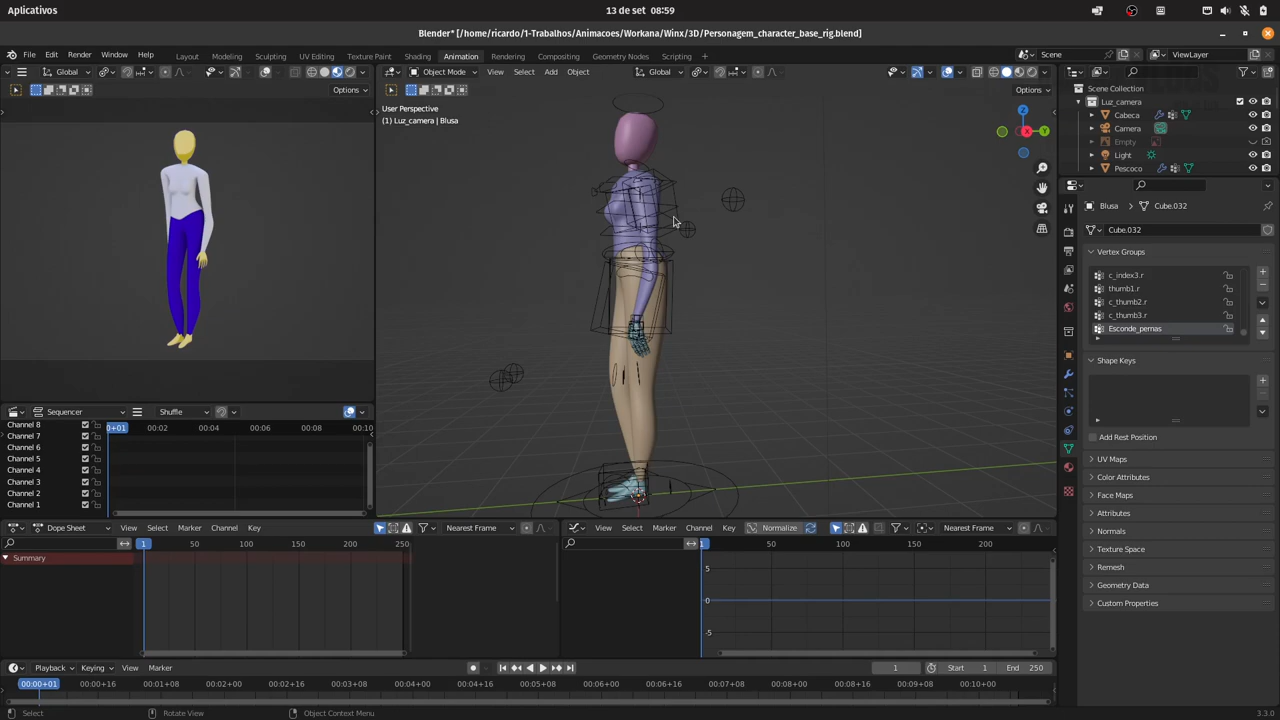 Aplicativos
13 de set 08:59
Blender* [/home/ricardo/1-Trabalhos/Animacoes/Workana/Winx/3D/Personagem_character_base_rig.blend]
File Edit Render Window Help Layout Modeling Sculpting UV Editing Texture Paint Shading Animation Rendering Compositing Geometry Nodes Scripting + Scene ViewLayer
Global Object Mode View Select Add Object Global
Options Options
User Perspective
(1) Luz_camera | Blusa
Z
X
Y
Scene Collection
Luz_camera
Cabeca
Camera
Empty
Light
Pescoco
Blusa > Cube.032
Cube.032
Vertex Groups
c_index3.r
thumb1.r
c_thumb2.r
c_thumb3.r
Esconde_pernas
Shape Keys
Add Rest Position
UV Maps
Color Attributes
Face Maps
Attributes
Normals
Texture Space
Remesh
Geometry Data
Custom Properties
Sequencer Shuffle
0+01 00:02 00:04 00:06 00:08 00:10
Channel 8
Channel 7
Channel 6
Channel 5
Channel 4
Channel 3
Channel 2
Channel 1
Dope Sheet View Select Marker Channel Key Nearest Frame
1 50 100 150 200 250
Summary
View Select Marker Channel Key Normalize Nearest Frame
1 50 100 150 200
5
0
-5
Playback Keying View Marker 1 Start 1 End 250
00:00+01 00:00+16 00:01+08 00:02+00 00:02+16 00:03+08 00:04+00 00:04+16 00:05+08 00:06+00 00:06+16 00:07+08 00:08+00 00:08+16 00:09+08 00:10+00
Select Rotate View Object Context Menu 3.3.0